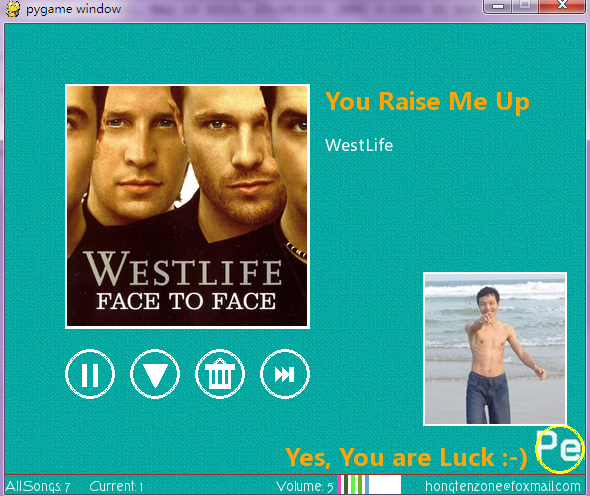 pygame window
You Raise Me Up
WestLife
WESTLIFE
FACE TO FACE
Yes, You are Luck :-)
Pe
AllSongs: 7 Current: 1 Volume: 5 hongtenzone@foxmail.com